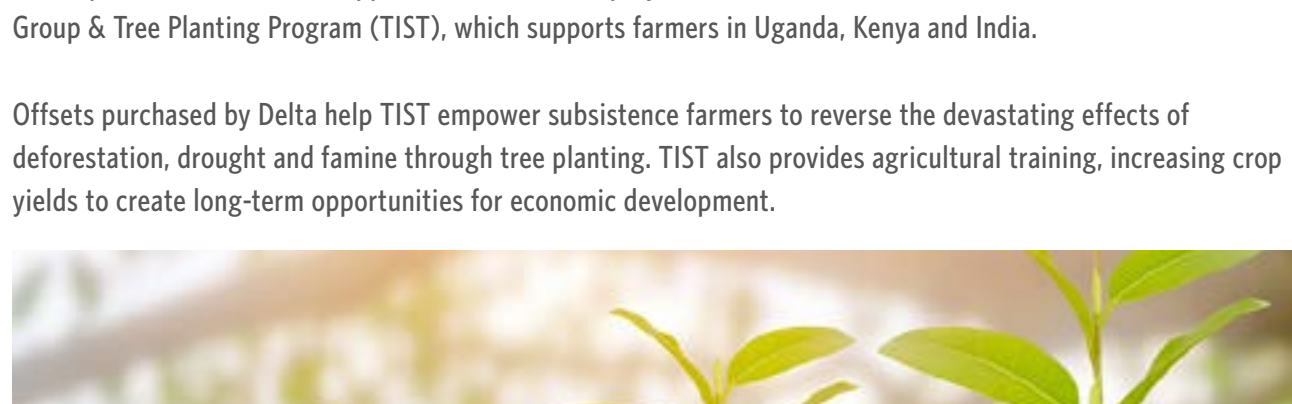 Group & Tree Planting Program (TIST), which supports farmers in Uganda, Kenya and India.
Offsets purchased by Delta help TIST empower subsistence farmers to reverse the devastating effects of
deforestation, drought and famine through tree planting. TIST also provides agricultural training, increasing crop
yields to create long-term opportunities for economic development.